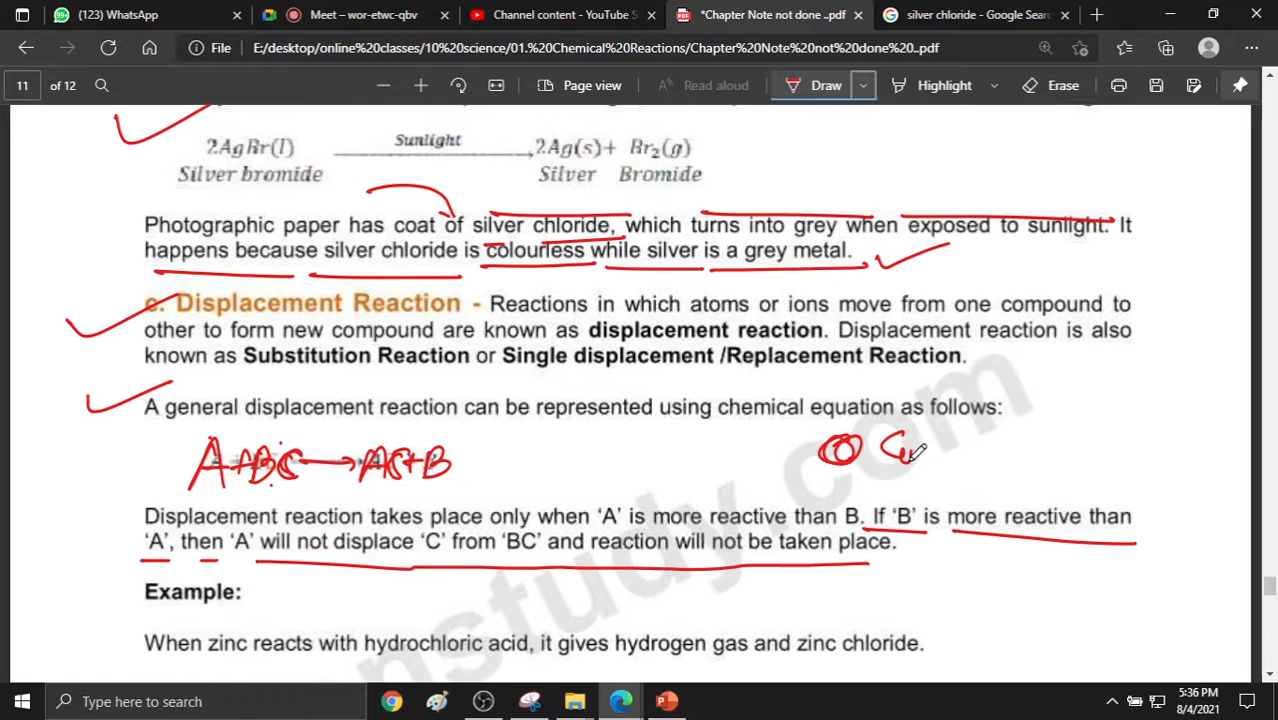 (123) WhatsApp
Meet – wor-etwc-qbv
Channel content - YouTube S
*Chapter Note not done ..pdf
silver chloride - Google Sear
File
E:/desktop/online%20classes/10%20science/01.%20Chemical%20Reactions/Chapter%20Note%20not%20done%20..pdf
11 of 12
Page view
Read aloud
Draw
Highlight
Erase
2AgBr(l) Sunlight 2Ag(s)+ Br₂(g)
Silver bromide Silver Bromide
Photographic paper has coat of silver chloride, which turns into grey when exposed to sunlight. It
happens because silver chloride is colourless while silver is a grey metal.
c. Displacement Reaction - Reactions in which atoms or ions move from one compound to
other to form new compound are known as displacement reaction. Displacement reaction is also
known as Substitution Reaction or Single displacement /Replacement Reaction.
A general displacement reaction can be represented using chemical equation as follows:
A+BC→AC+B
Displacement reaction takes place only when ‘A’ is more reactive than B. If ‘B’ is more reactive than
‘A’, then ‘A’ will not displace ‘C’ from ‘BC’ and reaction will not be taken place.
Example:
When zinc reacts with hydrochloric acid, it gives hydrogen gas and zinc chloride.
Type here to search
5:36 PM
8/4/2021